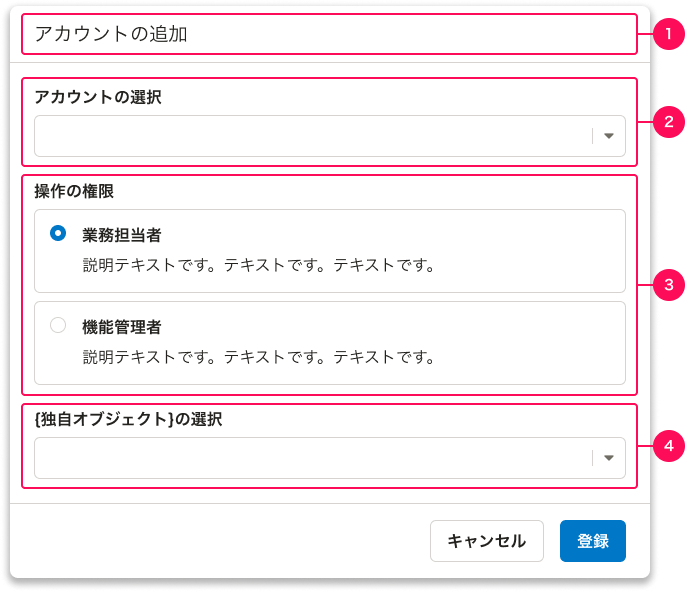 アカウントの追加
1
アカウントの選択
2
操作の権限
業務担当者
説明テキストです。テキストです。テキストです。
3
機能管理者
説明テキストです。テキストです。テキストです。
{独自オブジェクト}の選択
4
キャンセル
登録